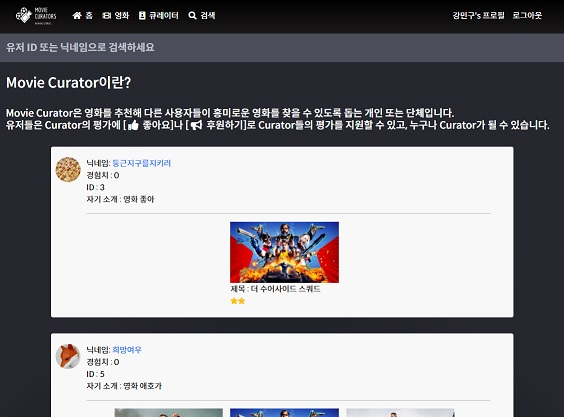 MOVIE
CURATORS
홈 영화 큐레이터 검색 강민구's 프로필 로그아웃
유저 ID 또는 닉네임으로 검색하세요
Movie Curator이란?
Movie Curator은 영화를 추천해 다른 사용자들이 흥미로운 영화를 찾을 수 있도록 돕는 개인 또는 단체입니다.
유저들은 Curator의 평가에 [ 좋아요]나 [ 후원하기]로 Curator들의 평가를 지원할 수 있고, 누구나 Curator가 될 수 있습니다.
닉네임: 둥근지구를지키러
경험치 : 0
ID : 3
자기 소개 : 영화 좋아
제목 : 더 수어사이드 스쿼드
닉네임: 희망여우
경험치 : 0
ID : 5
자기 소개 : 영화 애호가